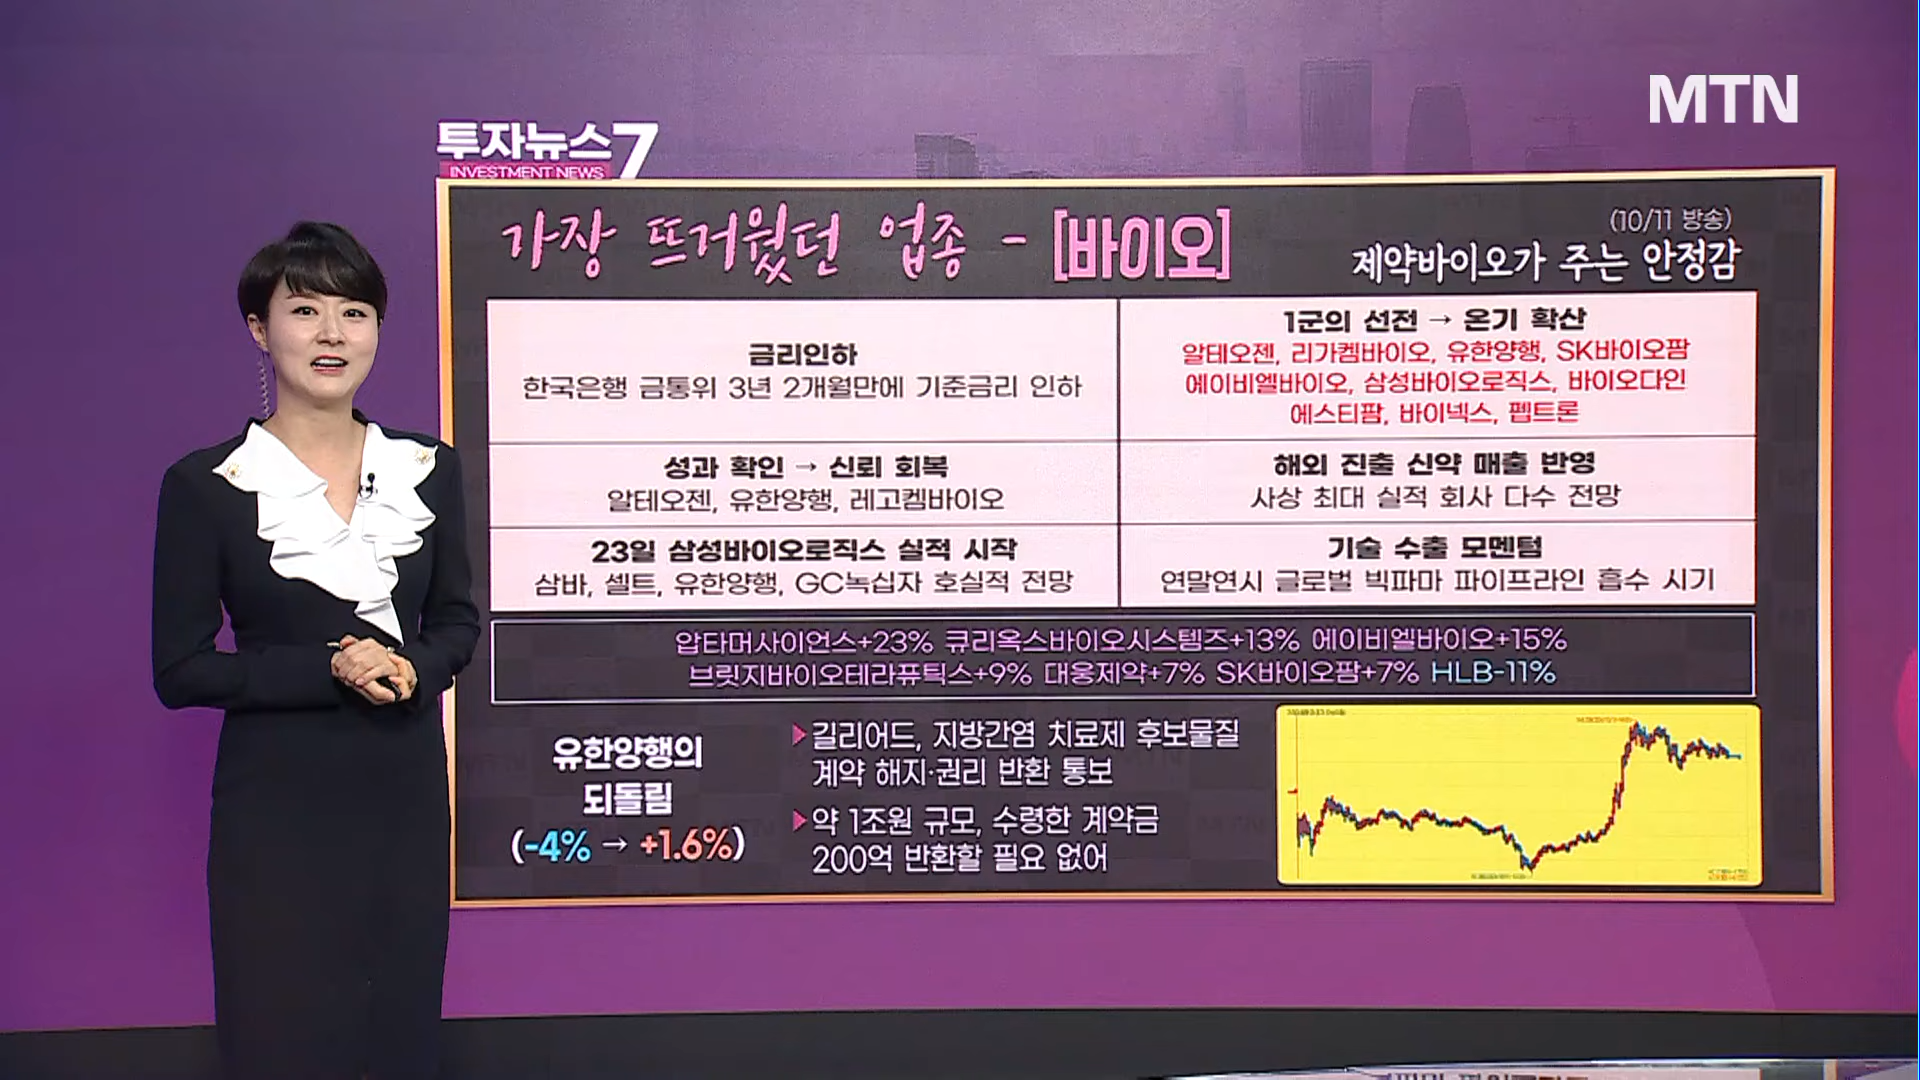 MTN
투자뉴스7
INVESTMENT NEWS
가장 뜨거웠던 업종 - [바이오]
(10/11 방송)
제약바이오가 주는 안정감
금리인하
한국은행 금통위 3년 2개월만에 기준금리 인하
1군의 선전 → 온기 확산
알테오젠, 리가켐바이오, 유한양행, SK바이오팜
에이비엘바이오, 삼성바이오로직스, 바이오다인
에스티팜, 바이넥스, 펩트론
성과 확인 → 신뢰 회복
알테오젠, 유한양행, 레고켐바이오
해외 진출 신약 매출 반영
사상 최대 실적 회사 다수 전망
23일 삼성바이오로직스 실적 시작
삼바, 셀트, 유한양행, GC녹십자 호실적 전망
기술 수출 모멘텀
연말연시 글로벌 빅파마 파이프라인 흡수 시기
압타머사이언스+23% 큐리옥스바이오시스템즈+13% 에이비엘바이오+15%
브릿지바이오테라퓨틱스+9% 대웅제약+7% SK바이오팜+7% HLB-11%
유한양행의
되돌림
(-4% → +1.6%)
▶길리어드, 지방간염 치료제 후보물질
계약 해지·권리 반환 통보
▶약 1조원 규모, 수령한 계약금
200억 반환할 필요 없어